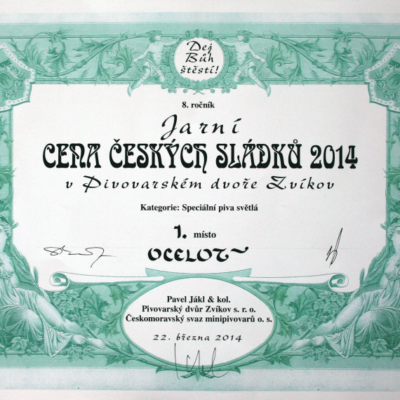 Dej
Bůh
štěstí!
8. ročník
Jarní
CENA ČESKÝCH SLÁDKŮ 2014
v Pivovarském dvoře Zvíkov
Kategorie: Speciální piva světlá
1. místo
OCELOT
Pavel Jákl & kol.
Pivovarský dvůr Zvíkov s. r. o.
Českomoravský svaz minipivovarů o. s.
22. března 2014